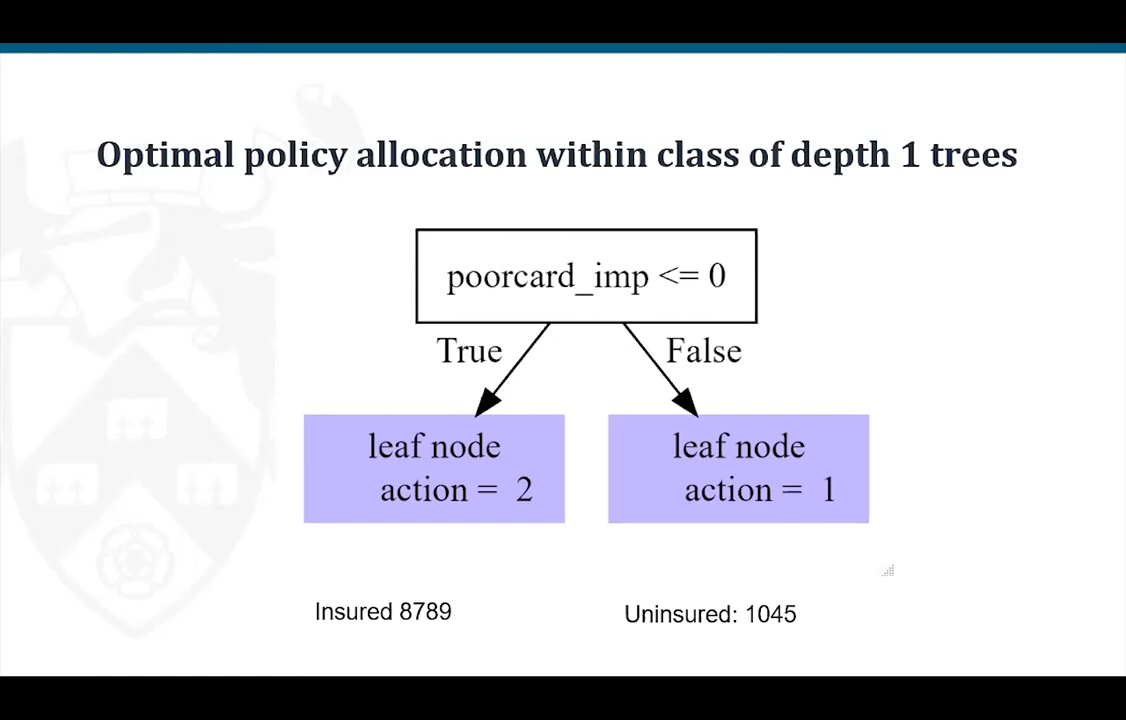 Optimal policy allocation within class of depth 1 trees
poorcard_imp <= 0
True
False
leaf node
action = 2
leaf node
action = 1
Insured 8789
Uninsured: 1045